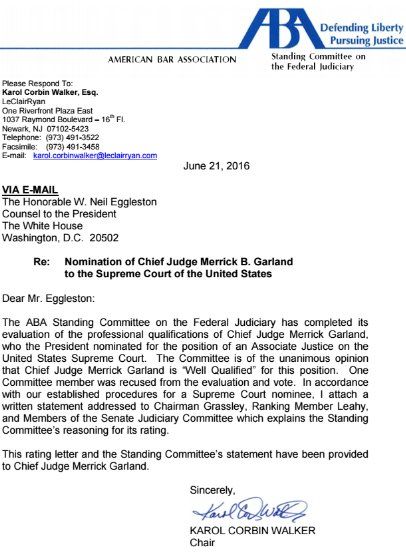 ABA
Defending Liberty
Pursuing Justice
AMERICAN BAR ASSOCIATION
Standing Committee on
the Federal Judiciary
Please Respond To:
Karol Corbin Walker, Esq.
LeClairRyan
One Riverfront Plaza East
1037 Raymond Boulevard – 16th Fl.
Newark, NJ 07102-5423
Telephone: (973) 491-3522
Facsimile: (973) 491-3458
E-mail: karol.corbinwalker@leclairryan.com
June 21, 2016
VIA E-MAIL
The Honorable W. Neil Eggleston
Counsel to the President
The White House
Washington, D.C. 20502
Re: Nomination of Chief Judge Merrick B. Garland
to the Supreme Court of the United States
Dear Mr. Eggleston:
The ABA Standing Committee on the Federal Judiciary has completed its
evaluation of the professional qualifications of Chief Judge Merrick Garland,
who the President nominated for the position of an Associate Justice on the
United States Supreme Court. The Committee is of the unanimous opinion
that Chief Judge Merrick Garland is “Well Qualified” for this position. One
Committee member was recused from the evaluation and vote. In accordance
with our established procedures for a Supreme Court nominee, I attach a
written statement addressed to Chairman Grassley, Ranking Member Leahy,
and Members of the Senate Judiciary Committee which explains the Standing
Committee’s reasoning for its rating.
This rating letter and the Standing Committee’s statement have been provided
to Chief Judge Merrick Garland.
Sincerely,
Karol Corbin Walker
KAROL CORBIN WALKER
Chair